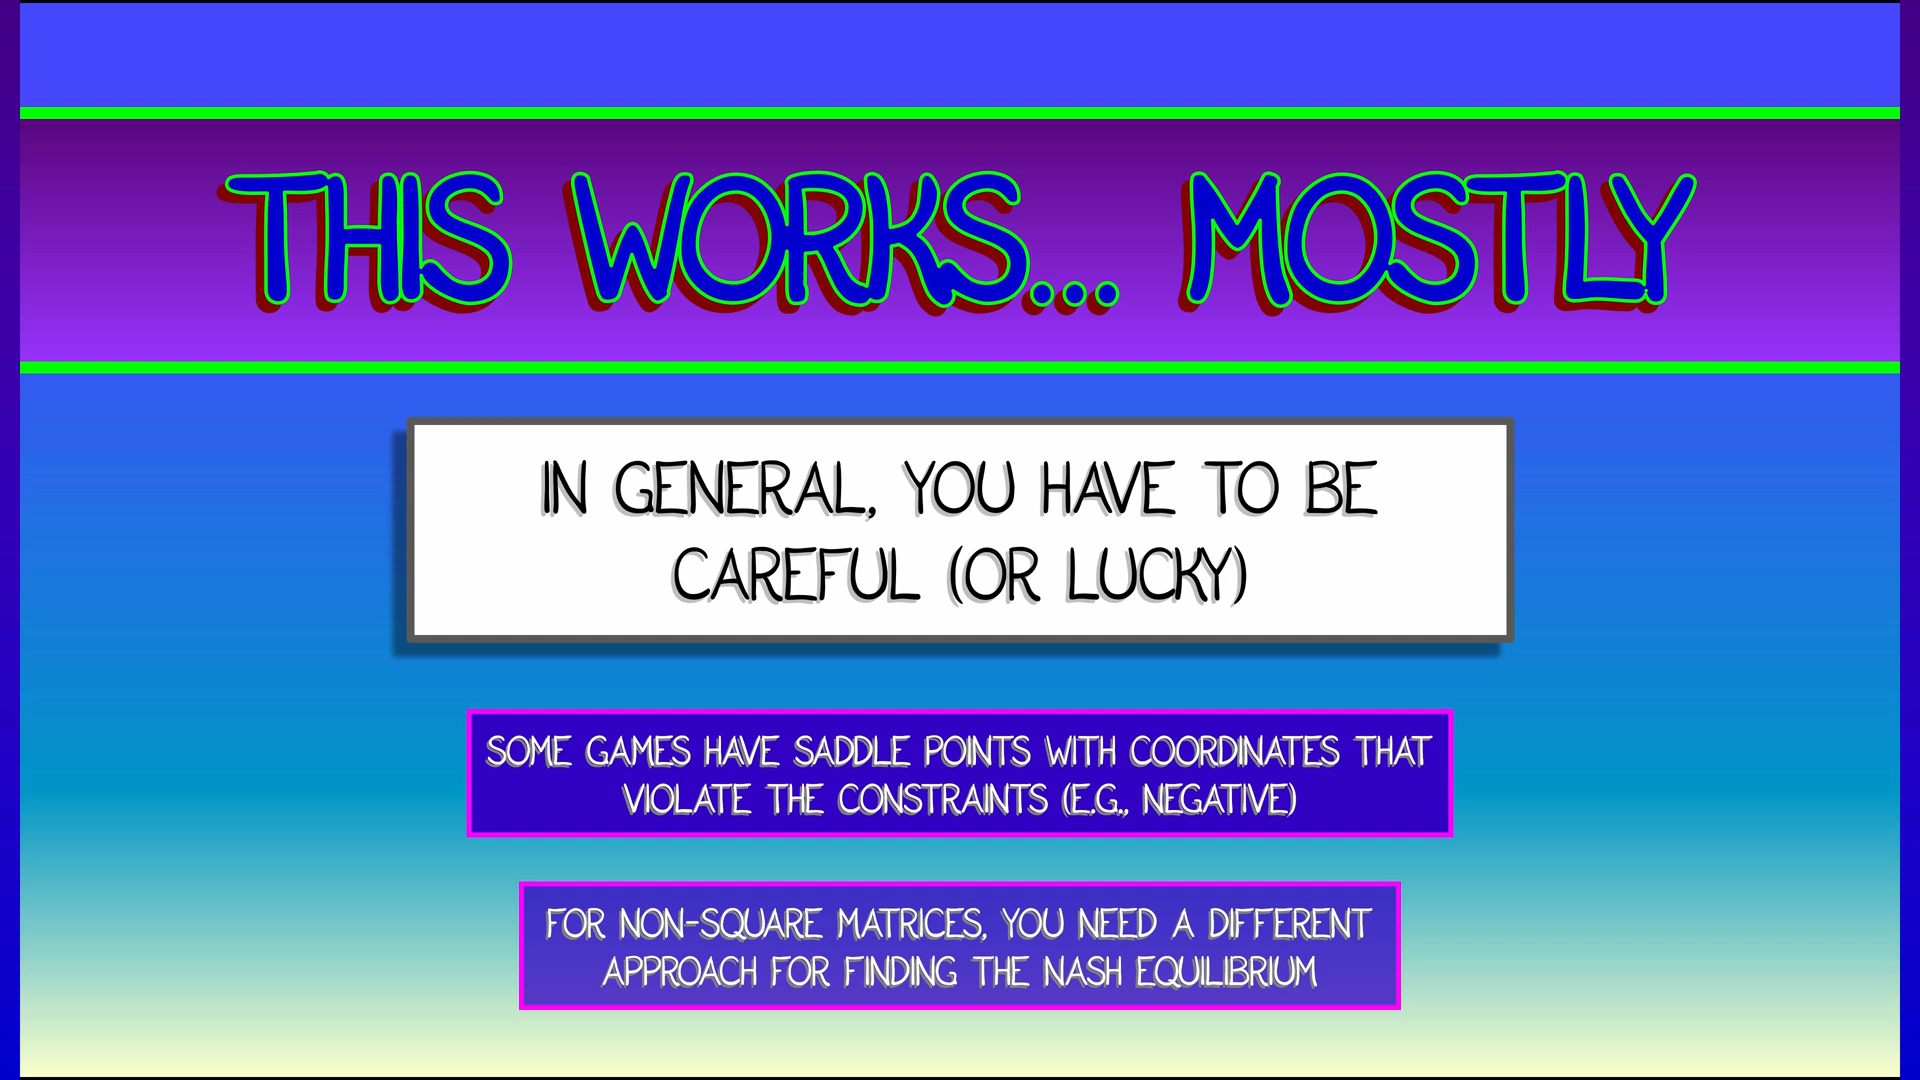 THIS WORKS... MOSTLY
IN GENERAL, YOU HAVE TO BE
CAREFUL (OR LUCKY)
SOME GAMES HAVE SADDLE POINTS WITH COORDINATES THAT
VIOLATE THE CONSTRAINTS (E.G., NEGATIVE)
FOR NON-SQUARE MATRICES, YOU NEED A DIFFERENT
APPROACH FOR FINDING THE NASH EQUILIBRIUM